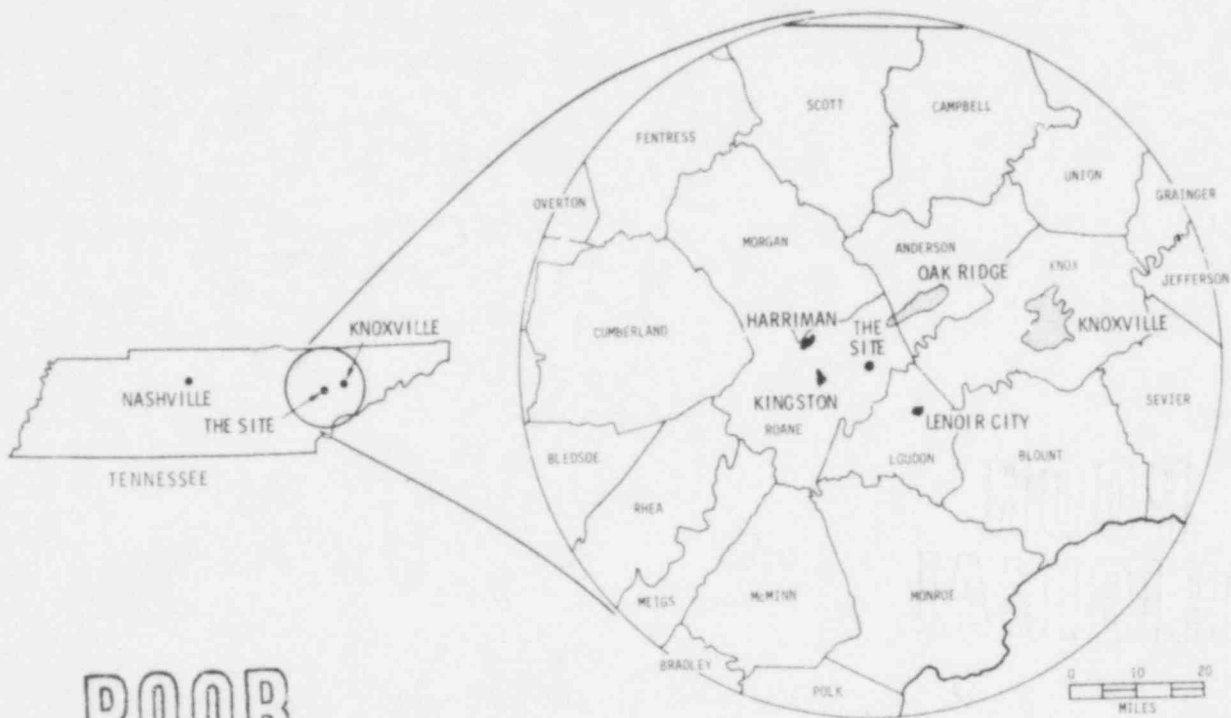 SCOTT
CAMPBELL
FENTRESS
UNION
GRAINGER
OVERTON
MORGAN
ANDERSON
OAK RIDGE
KNOX
JEFFERSON
HARRIMAN
THE
SITE
KNOXVILLE
CUMBERLAND
KINGSTON
ROANE
LENOIR CITY
SEVIER
BLEDSOE
LOUDON
BLOUNT
RHEA
MEIGS
McMINN
MONROE
BRADLEY
POLK
0 10 20
MILES
KNOXVILLE
NASHVILLE
THE SITE
TENNESSEE
POOR